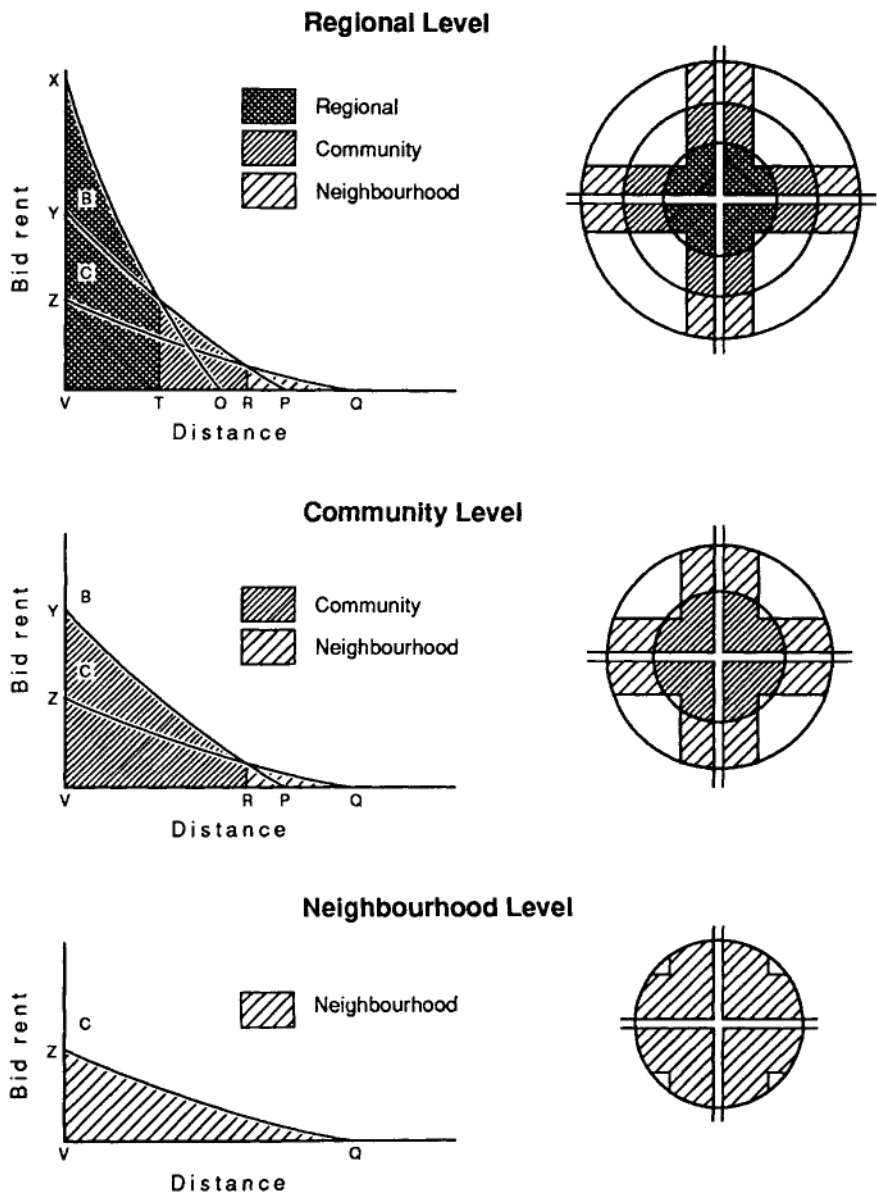 Regional Level
X
Y
Z
B
C
Bid rent
Regional
Community
Neighbourhood
V T O R P Q
Distance
Community Level
Y
Z
B
C
Bid rent
Community
Neighbourhood
V R P Q
Distance
Neighbourhood Level
Z
C
Bid rent
Neighbourhood
V Q
Distance